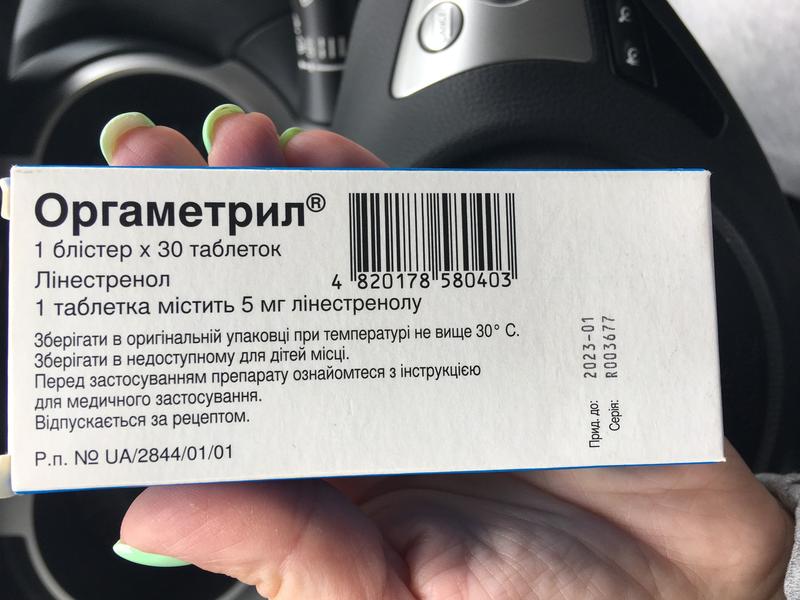 Оргаметрил®
1 блістер x 30 таблеток
Лінестренол
1 таблетка містить 5 мг лінестренолу
4 820178 580403
Зберігати в оригінальній упаковці при температурі не вище 30° С.
Зберігати в недоступному для дітей місці.
Перед застосуванням препарату ознайомтеся з інструкцією
для медичного застосування.
Відпускається за рецептом.
Р.п. № UA/2844/01/01
Прид. до: 2023-01
Серія: R003677